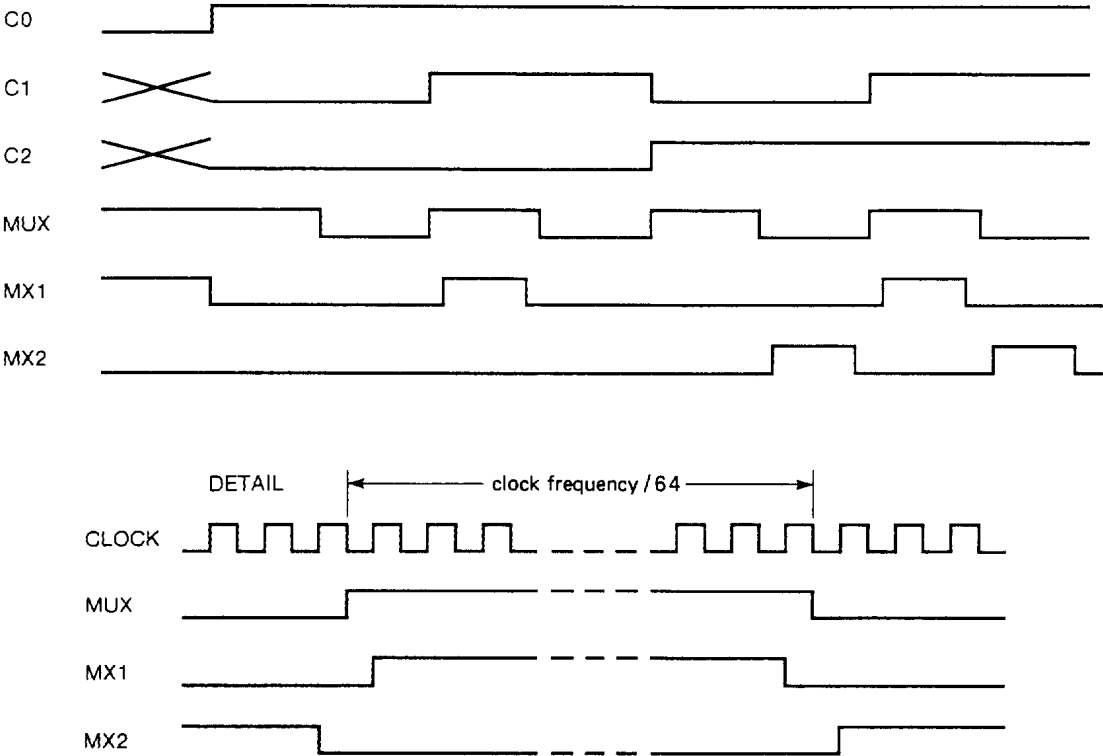 C0
C1
C2
MUX
MX1
MX2
DETAIL
clock frequency/64
CLOCK
MUX
MX1
MX2